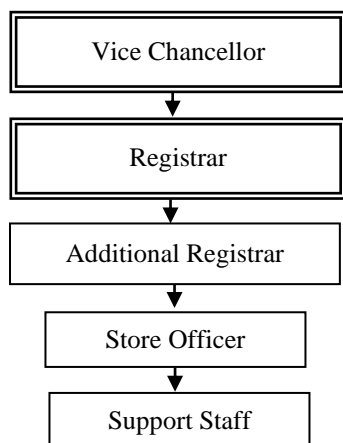 Vice Chancellor
Registrar
Additional Registrar
Store Officer
Support Staff